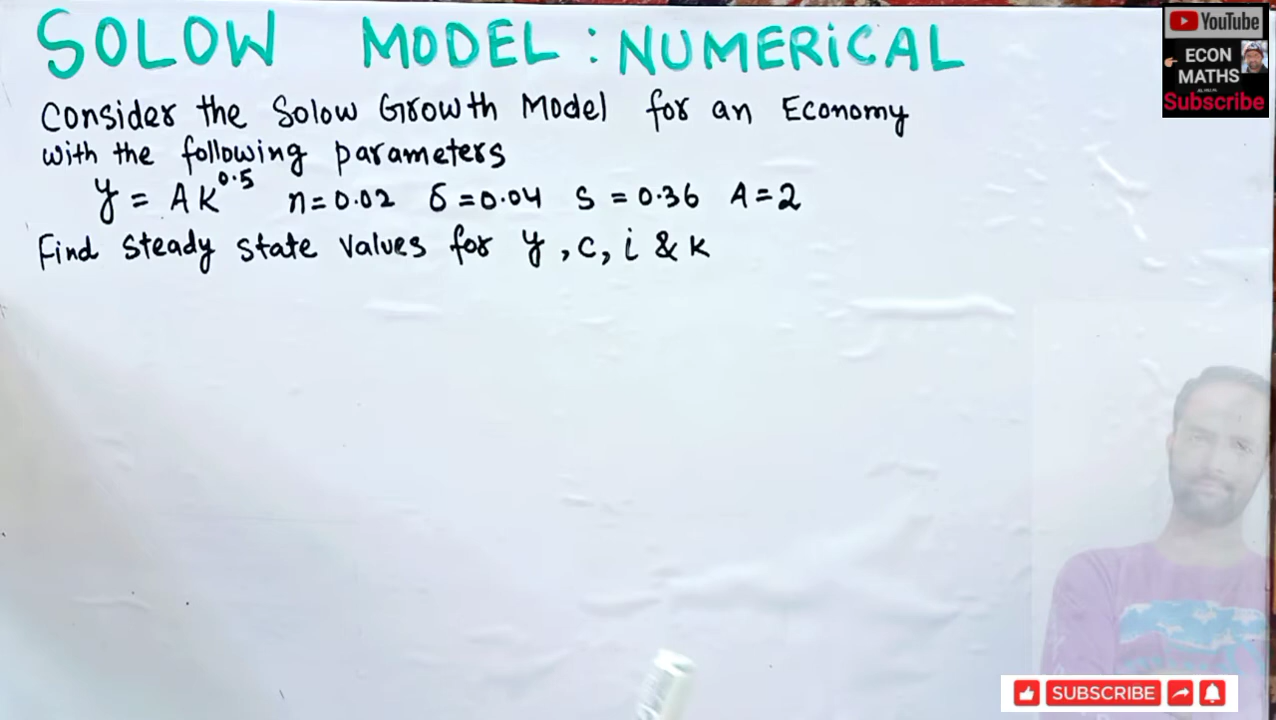 SOLOW MODEL : NUMERICAL
Consider the Solow Growth Model for an Economy
with the following parameters
y = AK^0.5 n = 0.02 δ = 0.04 S = 0.36 A = 2
Find steady state values for y, c, i & k
YouTube
ECON
MATHS
Subscribe
SUBSCRIBE